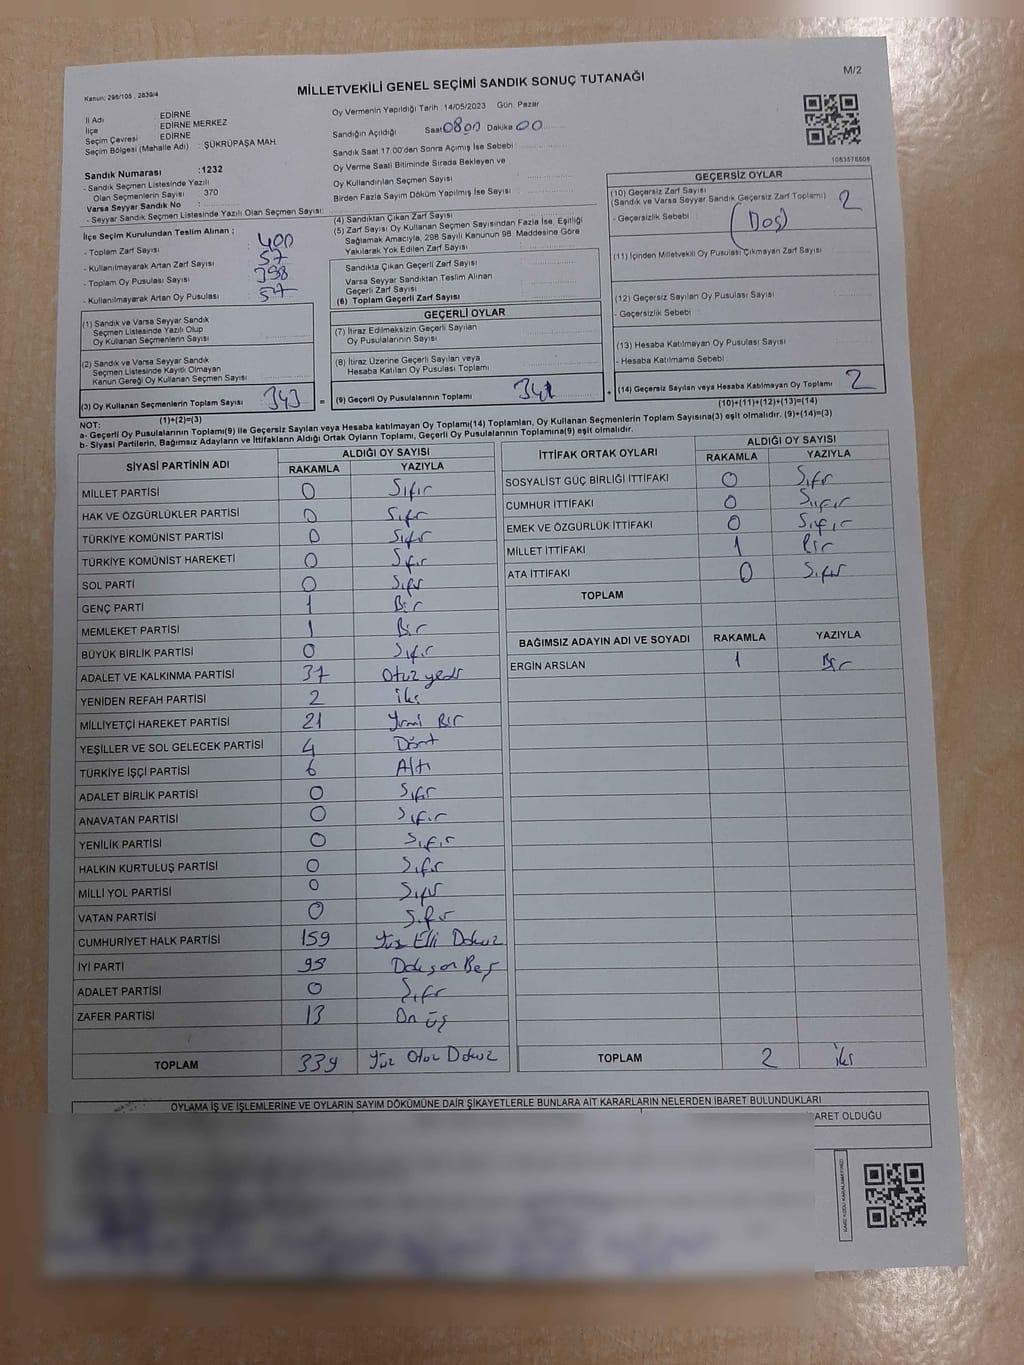 Kanun: 298/105 , 2839/4
MİLLETVEKİLİ GENEL SEÇİMİ SANDIK SONUÇ TUTANAĞI
M/2
İl Adı : EDİRNE
İlçe : EDİRNE MERKEZ
Seçim Çevresi : EDİRNE
Seçim Bölgesi (Mahalle Adı) : ŞÜKRÜPAŞA MAH.
Sandık Numarası :1232
- Sandık Seçmen Listesinde Yazılı
Olan Seçmenlerin Sayısı : 370
Varsa Seyyar Sandık No :
- Seyyar Sandık Seçmen Listesinde Yazılı Olan Seçmen Sayısı:
İlçe Seçim Kurulundan Teslim Alınan ;
- Toplam Zarf Sayısı : 400
- Kullanılmayarak Artan Zarf Sayısı : 57
- Toplam Oy Pusulası Sayısı : 398
- Kullanılmayarak Artan Oy Pusulası : 57
(1) Sandık ve Varsa Seyyar Sandık
Seçmen Listesinde Yazılı Olup
Oy Kullanan Seçmenlerin Sayısı
(2) Sandık ve Varsa Seyyar Sandık
Seçmen Listesinde Kayıtlı Olmayan
Kanun Gereği Oy Kullanan Seçmen Sayısı
(3) Oy Kullanan Seçmenlerin Toplam Sayısı 343 =
(1)+(2)=(3)
Oy Vermenin Yapıldığı Tarih :14/05/2023 Gün: Pazar
Sandığın Açıldığı Saat 08 00 Dakika 00
Sandık Saat 17.00'den Sonra Açımış İse Sebebi :
Oy Verme Saati Bitiminde Sırada Bekleyen ve
Oy Kullandırılan Seçmen Sayısı
Birden Fazla Sayım Döküm Yapılmış İse Sayısı :
(4) Sandıktan Çıkan Zarf Sayısı
(5) Zarf Sayısı Oy Kullanan Seçmen Sayısından Fazla İse, Eşitliği
Sağlamak Amacıyla, 298 Sayılı Kanunun 98. Maddesine Göre
Yakılarak Yok Edilen Zarf Sayısı
Sandıkta Çıkan Geçerli Zarf Sayısı
Varsa Seyyar Sandıktan Teslim Alınan
Geçerli Zarf Sayısı
(6) Toplam Geçerli Zarf Sayısı
GEÇERLİ OYLAR
(7) İtiraz Edilmeksizin Geçerli Sayılan
Oy Pusulalarının Sayısı
(8) İtiraz Üzerine Geçerli Sayılan veya
Hesaba Katılan Oy Pusulası Toplamı
(9) Geçerli Oy Pusulalarının Toplamı 341 +
1083576808
GEÇERSİZ OYLAR
(10) Geçersiz Zarf Sayısı
(Sandık ve Varsa Seyyar Sandık Geçersiz Zarf Toplamı) 2
- Geçersizlik Sebebi : (Boş)
(11) İçinden Milletvekili Oy Pusulası Çıkmayan Zarf Sayısı
(12) Geçersiz Sayılan Oy Pusulası Sayısı
- Geçersizlik Sebebi :
(13) Hesaba Katılmayan Oy Pusulası Sayısı
- Hesaba Katılmama Sebebi :
(14) Geçersiz Sayılan veya Hesaba Katılmayan Oy Toplamı 2
(10)+(11)+(12)+(13)=(14)
NOT:
a- Geçerli Oy Pusulalarının Toplamı(9) ile Geçersiz Sayılan veya Hesaba katılmayan Oy Toplamı(14) Toplamları, Oy Kullanan Seçmenlerin Toplam Sayısına(3) eşit olmalıdır. (9)+(14)=(3)
b- Siyasi Partilerin, Bağımsız Adayların ve İttifakların Aldığı Ortak Oyların Toplamı, Geçerli Oy Pusulalarının Toplamına(9) eşit olmalıdır.
SİYASİ PARTİNİN ADI ALDIĞI OY SAYISI
RAKAMLA YAZIYLA
MİLLET PARTİSİ 0 Sıfır
HAK VE ÖZGÜRLÜKLER PARTİSİ 0 Sıfır
TÜRKİYE KOMÜNİST PARTİSİ 0 Sıfır
TÜRKİYE KOMÜNİST HAREKETİ 0 Sıfır
SOL PARTİ 0 Sıfır
GENÇ PARTİ 1 Bir
MEMLEKET PARTİSİ 1 Bir
BÜYÜK BİRLİK PARTİSİ 0 Sıfır
ADALET VE KALKINMA PARTİSİ 37 Otuz yedi
YENİDEN REFAH PARTİSİ 2 iki
MİLLİYETÇİ HAREKET PARTİSİ 21 Yirmi Bir
YEŞİLLER VE SOL GELECEK PARTİSİ 4 Dört
TÜRKİYE İŞÇİ PARTİSİ 6 Altı
ADALET BİRLİK PARTİSİ 0 Sıfır
ANAVATAN PARTİSİ 0 Sıfır
YENİLİK PARTİSİ 0 Sıfır
HALKIN KURTULUŞ PARTİSİ 0 Sıfır
MİLLİ YOL PARTİSİ 0 Sıfır
VATAN PARTİSİ 0 Sıfır
CUMHURİYET HALK PARTİSİ 159 Yüz Elli Dokuz
İYİ PARTİ 95 Doksan Beş
ADALET PARTİSİ 0 Sıfır
ZAFER PARTİSİ 13 On üç
TOPLAM 339 Yüz Otuz Dokuz
İTTİFAK ORTAK OYLARI ALDIĞI OY SAYISI
RAKAMLA YAZIYLA
SOSYALİST GÜÇ BİRLİĞİ İTTİFAKI 0 Sıfır
CUMHUR İTTİFAKI 0 Sıfır
EMEK VE ÖZGÜRLÜK İTTİFAKI 0 Sıfır
MİLLET İTTİFAKI 1 Bir
ATA İTTİFAKI 0 Sıfır
TOPLAM
BAĞIMSIZ ADAYIN ADI VE SOYADI RAKAMLA YAZIYLA
ERGİN ARSLAN 1 Bir
TOPLAM 2 iki
OYLAMA İŞ VE İŞLEMLERİNE VE OYLARIN SAYIM DÖKÜMÜNE DAİR ŞİKAYETLERLE BUNLARA AİT KARARLARIN NELERDEN İBARET BULUNDUKLARI
BARET OLDUĞU